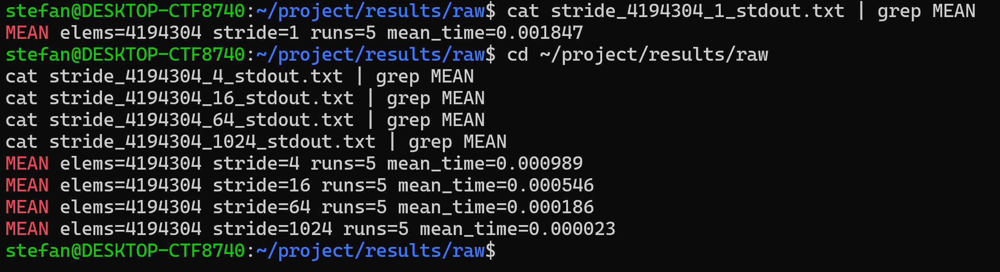 stefan@DESKTOP-CTF8740:~/project/results/raw$ cat stride_4194304_1_stdout.txt | grep MEAN
MEAN elems=4194304 stride=1 runs=5 mean_time=0.001847
stefan@DESKTOP-CTF8740:~/project/results/raw$ cd ~/project/results/raw
cat stride_4194304_4_stdout.txt | grep MEAN
cat stride_4194304_16_stdout.txt | grep MEAN
cat stride_4194304_64_stdout.txt | grep MEAN
cat stride_4194304_1024_stdout.txt | grep MEAN
MEAN elems=4194304 stride=4 runs=5 mean_time=0.000989
MEAN elems=4194304 stride=16 runs=5 mean_time=0.000546
MEAN elems=4194304 stride=64 runs=5 mean_time=0.000186
MEAN elems=4194304 stride=1024 runs=5 mean_time=0.000023
stefan@DESKTOP-CTF8740:~/project/results/raw$